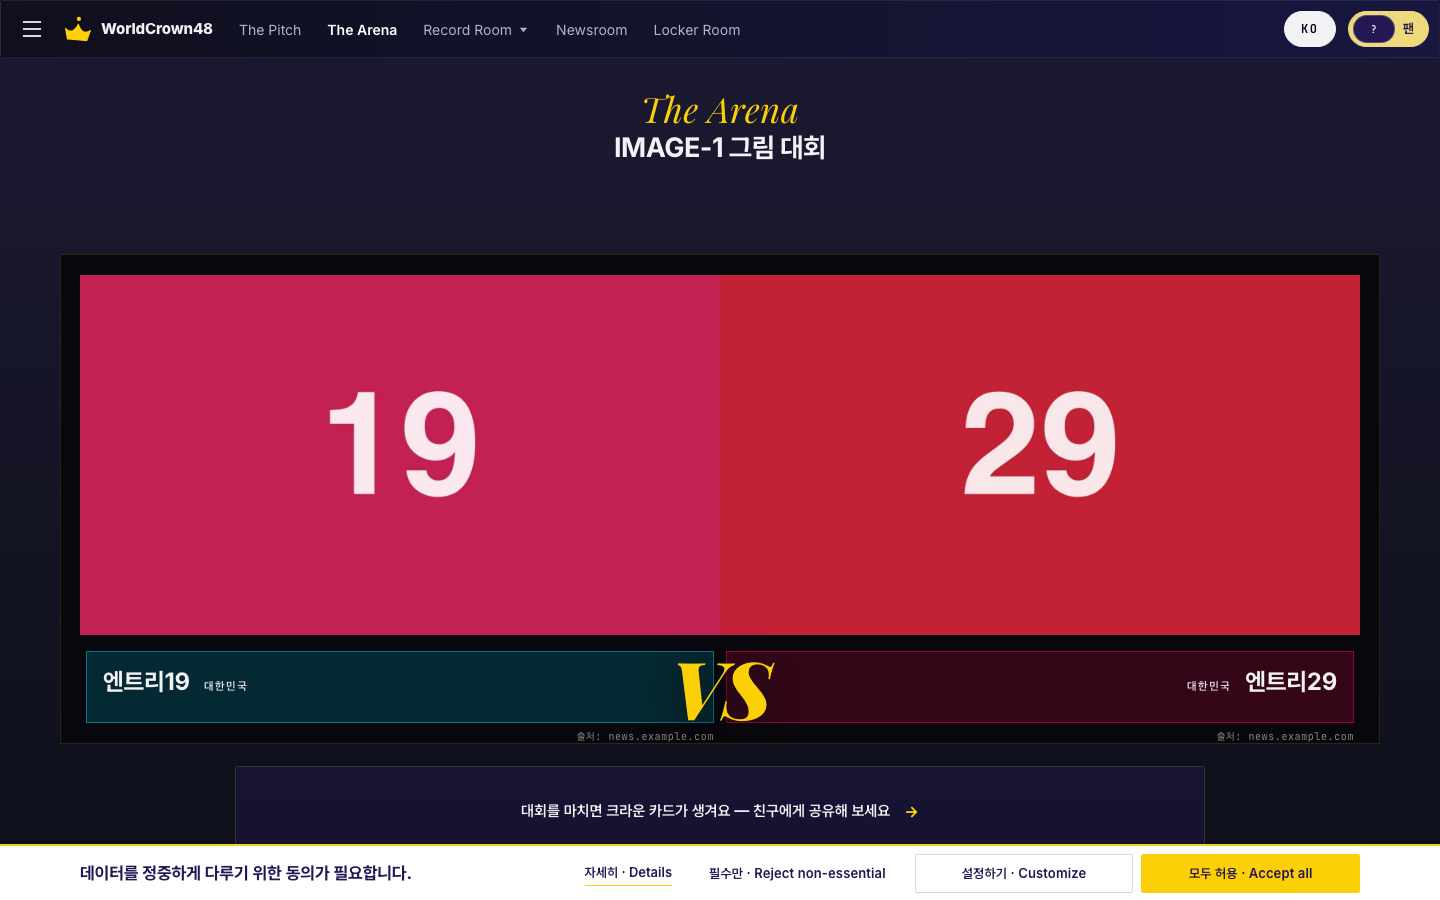 WorldCrown48 The Pitch The Arena Record Room Newsroom Locker Room KO ? 팬
The Arena
IMAGE-1 그림 대회
19 29
엔트리19 대한민국 VS 대한민국 엔트리29
출처: news.example.com 출처: news.example.com
대회를 마치면 크라운 카드가 생겨요 — 친구에게 공유해 보세요 →
데이터를 정중하게 다루기 위한 동의가 필요합니다. 자세히 · Details 필수만 · Reject non-essential 설정하기 · Customize 모두 허용 · Accept all